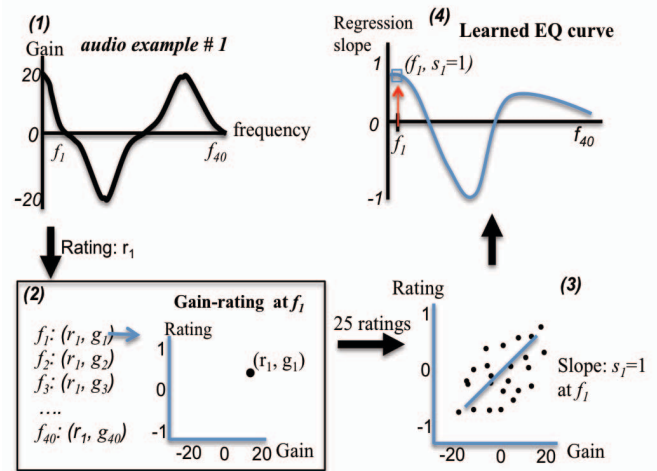 (1)
audio example # 1
Gain
20
0
-20
f1
f40
frequency
Rating: r1
(4)
Regression
slope
Learned EQ curve
1
(f1, s1=1)
0
f1
f40
-1
(2)
Gain-rating at f1
f1: (r1, g1)
f2: (r1, g2)
f3: (r1, g3)
....
f40: (r1, g40)
Rating
1
0
-1
(r1, g1)
-20 0 20
Gain
25 ratings
(3)
Rating
1
0
-1
Slope: s1=1
at f1
-20 0 20
Gain